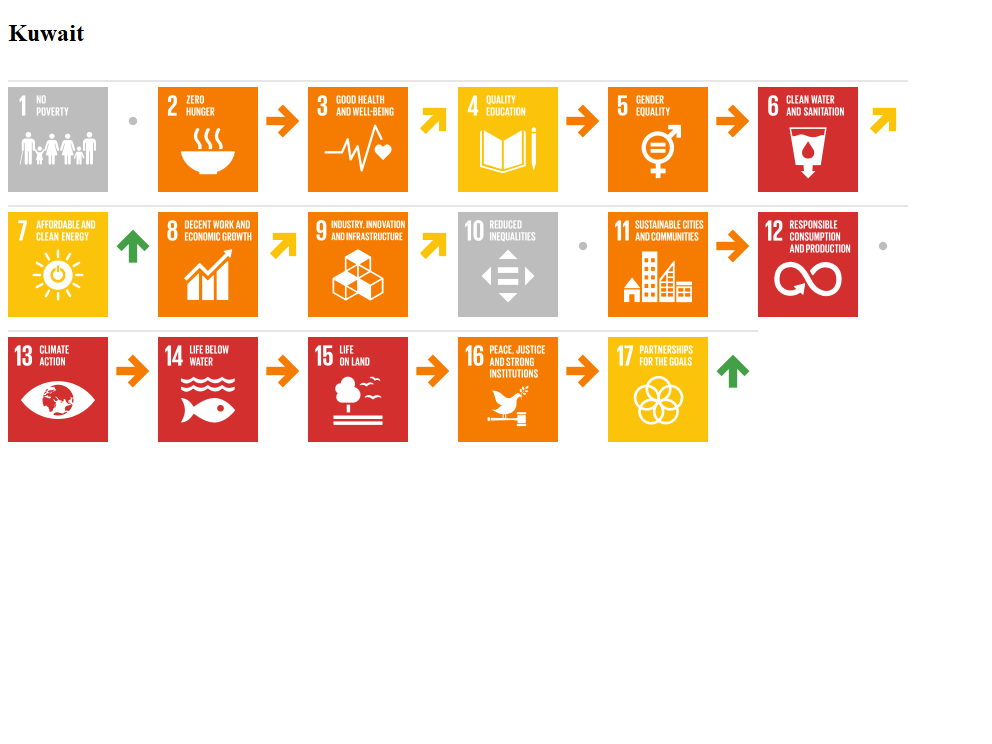 Kuwait
1 NO
POVERTY
2 ZERO
HUNGER
3 GOOD HEALTH
AND WELL-BEING
4 QUALITY
EDUCATION
5 GENDER
EQUALITY
6 CLEAN WATER
AND SANITATION
7 AFFORDABLE AND
CLEAN ENERGY
8 DECENT WORK AND
ECONOMIC GROWTH
9 INDUSTRY, INNOVATION
AND INFRASTRUCTURE
10 REDUCED
INEQUALITIES
11 SUSTAINABLE CITIES
AND COMMUNITIES
12 RESPONSIBLE
CONSUMPTION
AND PRODUCTION
13 CLIMATE
ACTION
14 LIFE BELOW
WATER
15 LIFE
ON LAND
16 PEACE, JUSTICE
AND STRONG
INSTITUTIONS
17 PARTNERSHIPS
FOR THE GOALS